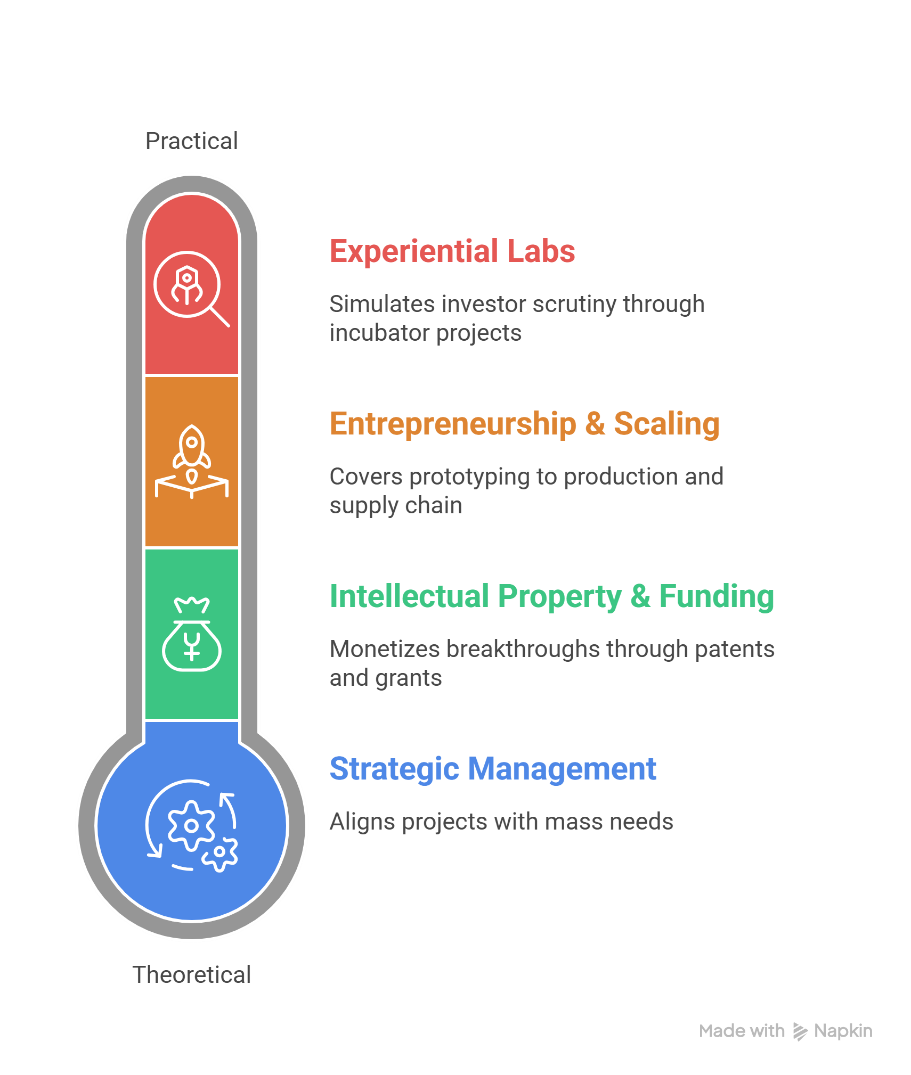 Practical
Experiential Labs
Simulates investor scrutiny through
incubator projects
Entrepreneurship & Scaling
Covers prototyping to production and
supply chain
Intellectual Property & Funding
Monetizes breakthroughs through patents
and grants
Strategic Management
Aligns projects with mass needs
Theoretical
Made with Napkin